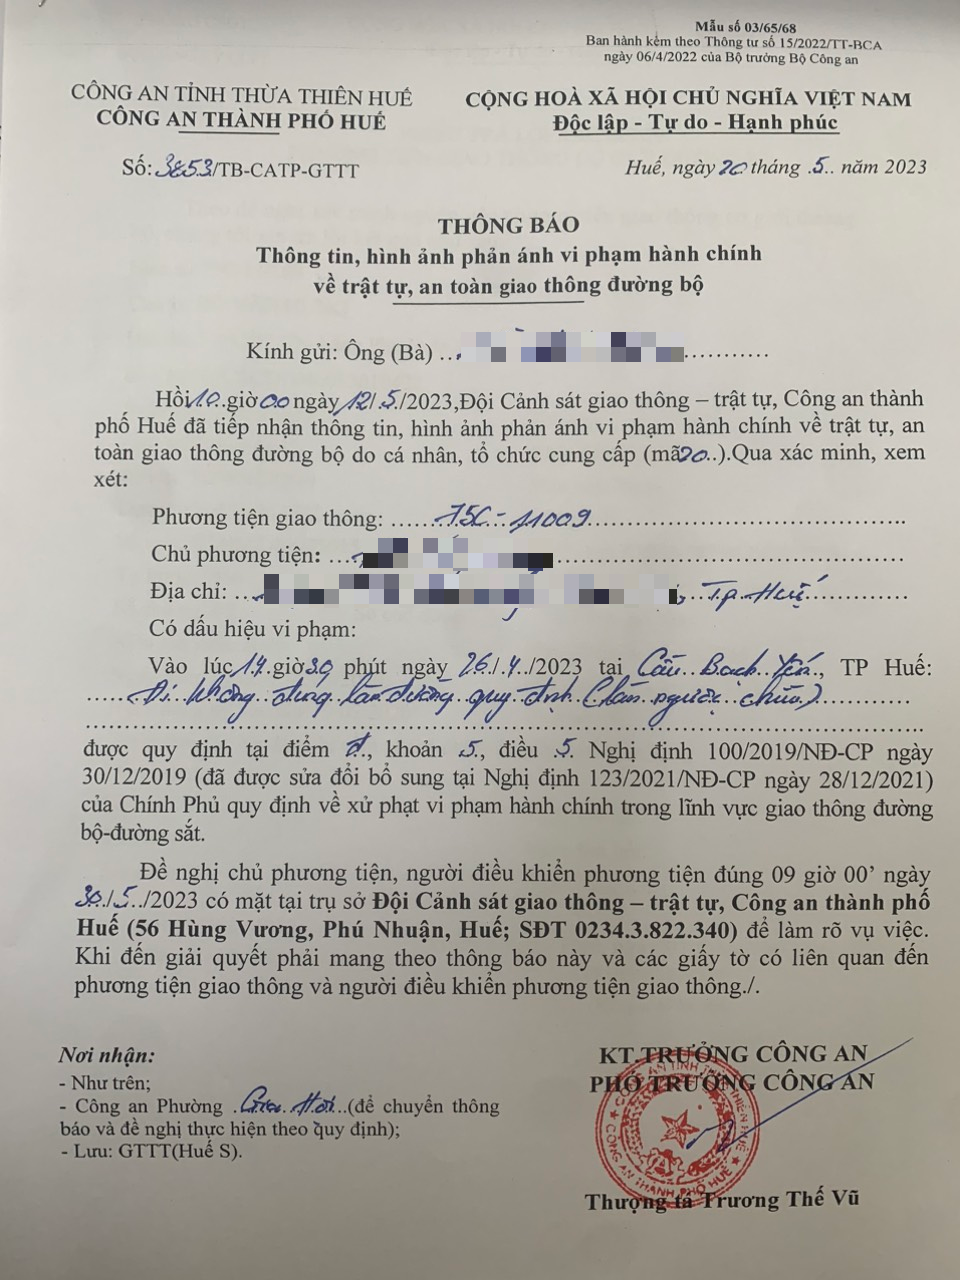 Mẫu số 03/65/68
Ban hành kèm theo Thông tư số 15/2022/TT-BCA
ngày 06/4/2022 của Bộ trưởng Bộ Công an
CÔNG AN TỈNH THỪA THIÊN HUẾ
CÔNG AN THÀNH PHỐ HUẾ
CỘNG HOÀ XÃ HỘI CHỦ NGHĨA VIỆT NAM
Độc lập - Tự do - Hạnh phúc
Số: 3853/TB-CATP-GTTT
Huế, ngày 20 tháng .5.. năm 2023
THÔNG BÁO
Thông tin, hình ảnh phản ánh vi phạm hành chính
về trật tự, an toàn giao thông đường bộ
Kính gửi: Ông (Bà) ..............
Hồi 10..giờ 00 ngày 12/.5./2023,Đội Cảnh sát giao thông – trật tự, Công an thành
phố Huế đã tiếp nhận thông tin, hình ảnh phản ánh vi phạm hành chính về trật tự, an
toàn giao thông đường bộ do cá nhân, tổ chức cung cấp (mã 20..).Qua xác minh, xem
xét:
Phương tiện giao thông: ......75C-11009..............................
Chủ phương tiện: ..............................
Địa chỉ: ......, Tp Huế...............
Có dấu hiệu vi phạm:
Vào lúc 14.giờ 30 phút ngày 26./.4./2023 tại Cầu Bạch Yến., TP Huế:
.....(Đi không đúng làn đường quy định (làn ngược chiều)............
..............................
được quy định tại điểm đ., khoản .5., điều .5 Nghị định 100/2019/NĐ-CP ngày
30/12/2019 (đã được sửa đổi bổ sung tại Nghị định 123/2021/NĐ-CP ngày 28/12/2021)
của Chính Phủ quy định về xử phạt vi phạm hành chính trong lĩnh vực giao thông đường
bộ-đường sắt.
Đề nghị chủ phương tiện, người điều khiển phương tiện đúng 09 giờ 00’ ngày
30./5../2023 có mặt tại trụ sở Đội Cảnh sát giao thông – trật tự, Công an thành phố
Huế (56 Hùng Vương, Phú Nhuận, Huế; SĐT 0234.3.822.340) để làm rõ vụ việc.
Khi đến giải quyết phải mang theo thông báo này và các giấy tờ có liên quan đến
phương tiện giao thông và người điều khiển phương tiện giao thông./.
Nơi nhận:
- Như trên;
- Công an Phường ...(để chuyển thông
báo và đề nghị thực hiện theo quy định);
- Lưu: GTTT(Huế S).
KT.TRƯỞNG CÔNG AN
PHÓ TRƯỞNG CÔNG AN
CÔNG AN TỈNH THỪA THIÊN HUẾ
CÔNG AN THÀNH PHỐ HUẾ
Thượng tá Trương Thế Vũ